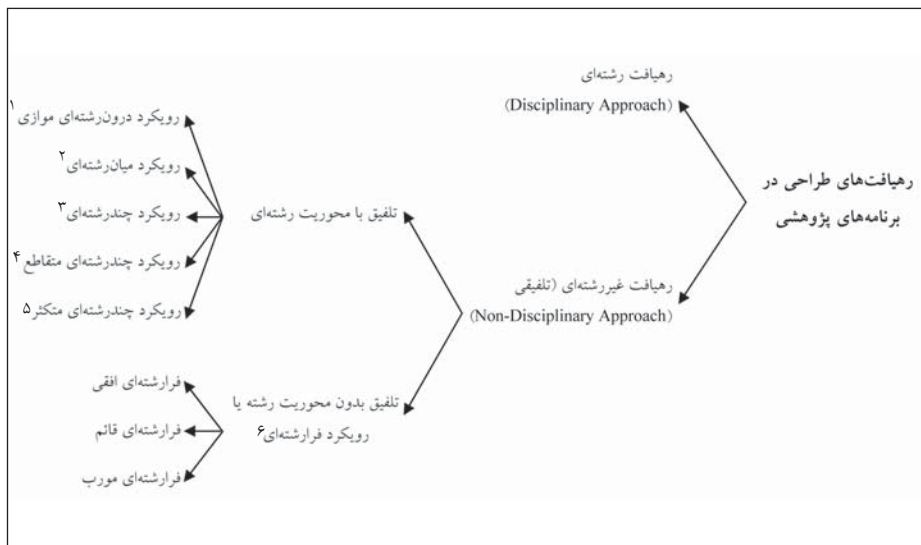 رهیافت‌های طراحی در
برنامه‌های پژوهشی
رهیافت رشته‌ای
(Disciplinary Approach)
رهیافت غیررشته‌ای (تلفیقی
(Non-Disciplinary Approach)
تلفیق با محوریت رشته‌ای
رویکرد درون‌رشته‌ای موازی۱
رویکرد میان‌رشته‌ای۲
رویکرد چندرشته‌ای۳
رویکرد چندرشته‌ای متقاطع۴
رویکرد چندرشته‌ای متکثر۵
تلفیق بدون محوریت رشته یا
رویکرد فرارشته‌ای۶
فرارشته‌ای افقی
فرارشته‌ای قائم
فرارشته‌ای مورب